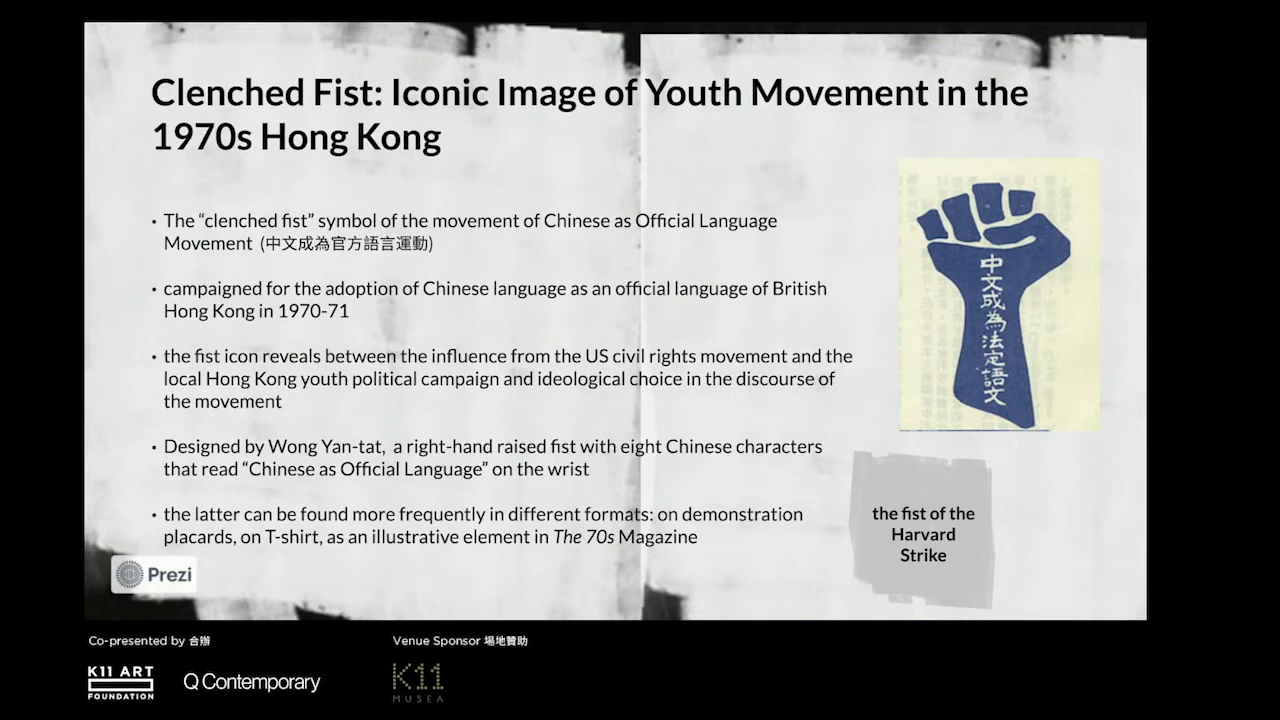 Clenched Fist: Iconic Image of Youth Movement in the
1970s Hong Kong
• The “clenched fist” symbol of the movement of Chinese as Official Language
Movement (中文成為官方語言運動)
• campaigned for the adoption of Chinese language as an official language of British
Hong Kong in 1970-71
• the fist icon reveals between the influence from the US civil rights movement and the
local Hong Kong youth political campaign and ideological choice in the discourse of
the movement
• Designed by Wong Yan-tat, a right-hand raised fist with eight Chinese characters
that read “Chinese as Official Language” on the wrist
• the latter can be found more frequently in different formats: on demonstration
placards, on T-shirt, as an illustrative element in The 70s Magazine
中文成為法定語文
the fist of the
Harvard
Strike
Prezi
Co-presented by 合辦
Venue Sponsor 場地贊助
K11 ART
FOUNDATION
Q Contemporary
K11
MUSEA